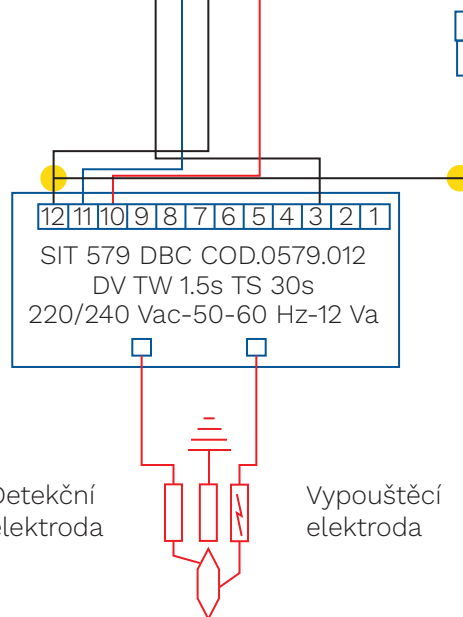 12 11 10 9 8 7 6 5 4 3 2 1
SIT 579 DBC COD.0579.012
DV TW 1.5s TS 30s
220/240 Vac-50-60 Hz-12 Va
Detekční
elektroda
Vypouštěcí
elektroda